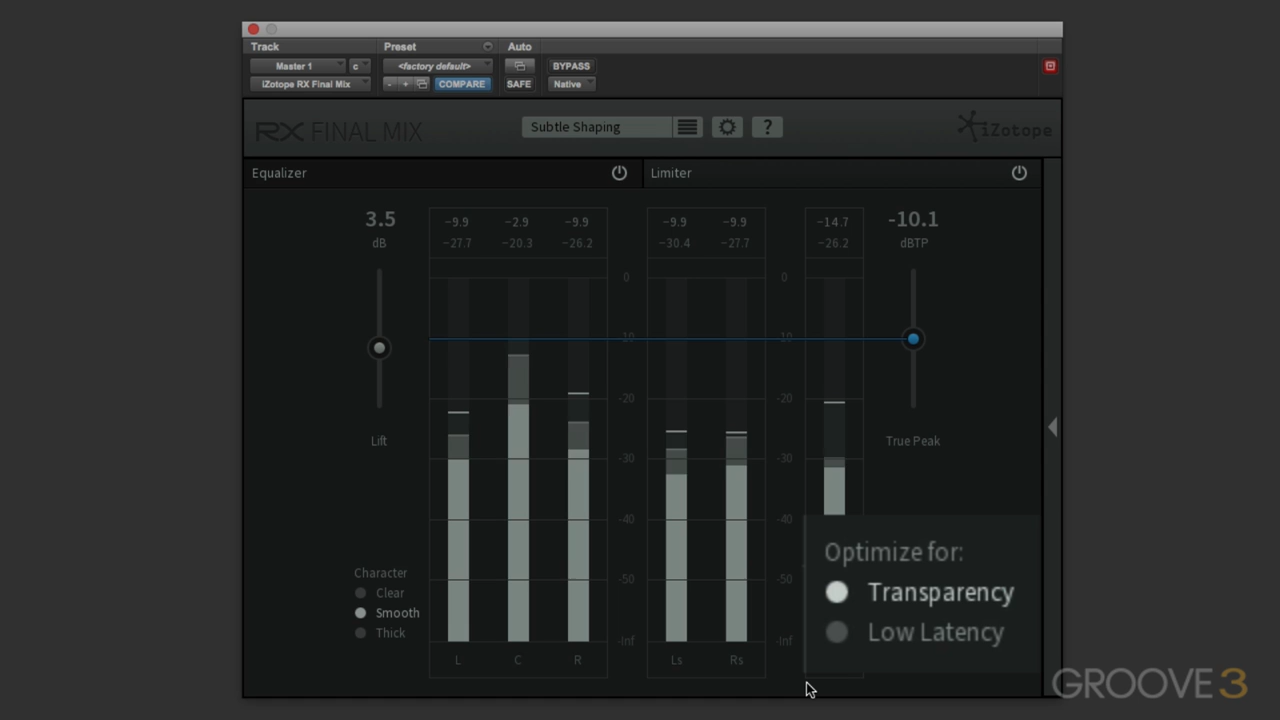 Track Preset Auto
Master 1 c <factory default> BYPASS
iZotope RX Final Mix - + COMPARE SAFE Native
RX FINAL MIX Subtle Shaping ? iZotope
Equalizer Limiter
3.5 −9.9 −2.9 −9.9 −9.9 −9.9 −14.7 -10.1
dB −27.7 −20.3 −26.2 −30.4 −27.7 −26.2 dBTP
0 0
-10 -10
-20 -20
Lift True Peak
-30 -30
-40 -40
Optimize for:
Character -50 -50
Clear Transparency
Smooth
Thick Low Latency
-Inf -Inf
L C R Ls Rs
GROOVE 3